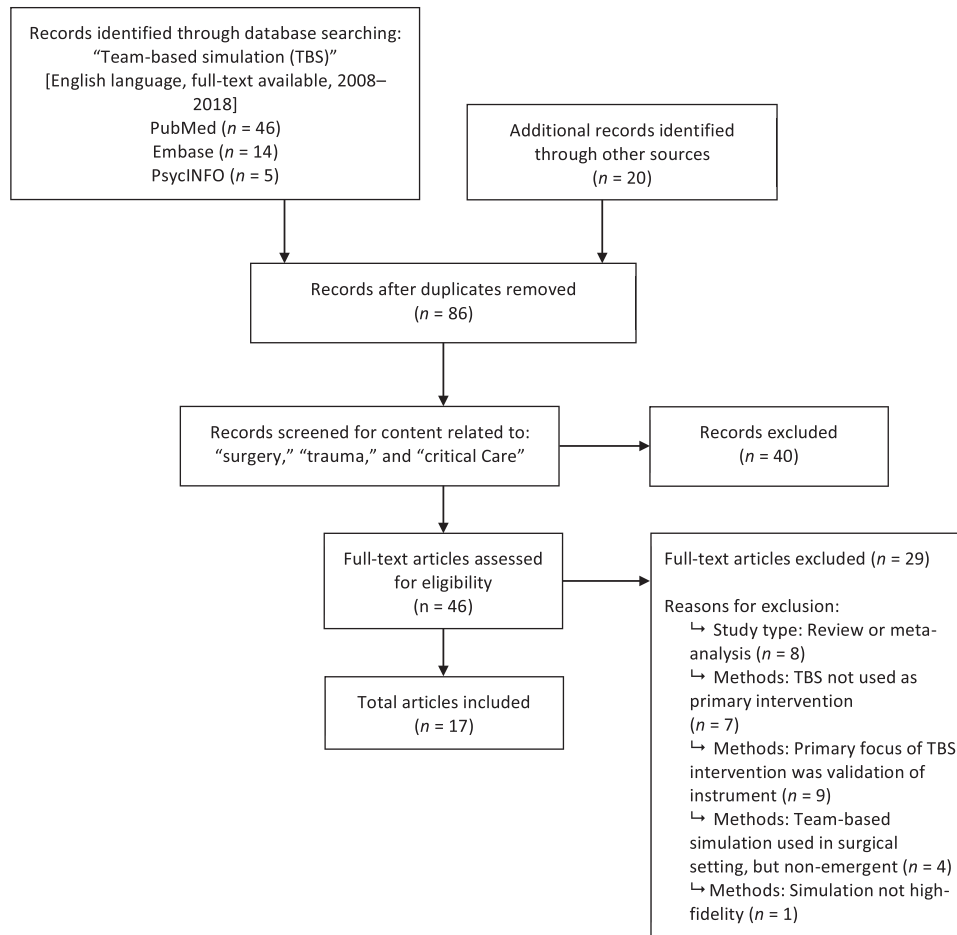 Records identified through database searching:
“Team-based simulation (TBS)”
[English language, full-text available, 2008–
2018]
PubMed (n = 46)
Embase (n = 14)
PsycINFO (n = 5)
Additional records identified
through other sources
(n = 20)
Records after duplicates removed
(n = 86)
Records screened for content related to:
“surgery,” “trauma,” and “critical Care”
Records excluded
(n = 40)
Full-text articles assessed
for eligibility
(n = 46)
Full-text articles excluded (n = 29)
Reasons for exclusion:
↳ Study type: Review or meta-
analysis (n = 8)
↳ Methods: TBS not used as
primary intervention
(n = 7)
↳ Methods: Primary focus of TBS
intervention was validation of
instrument (n = 9)
↳ Methods: Team-based
simulation used in surgical
setting, but non-emergent (n = 4)
↳Methods: Simulation not high-
fidelity (n = 1)
Total articles included
(n = 17)